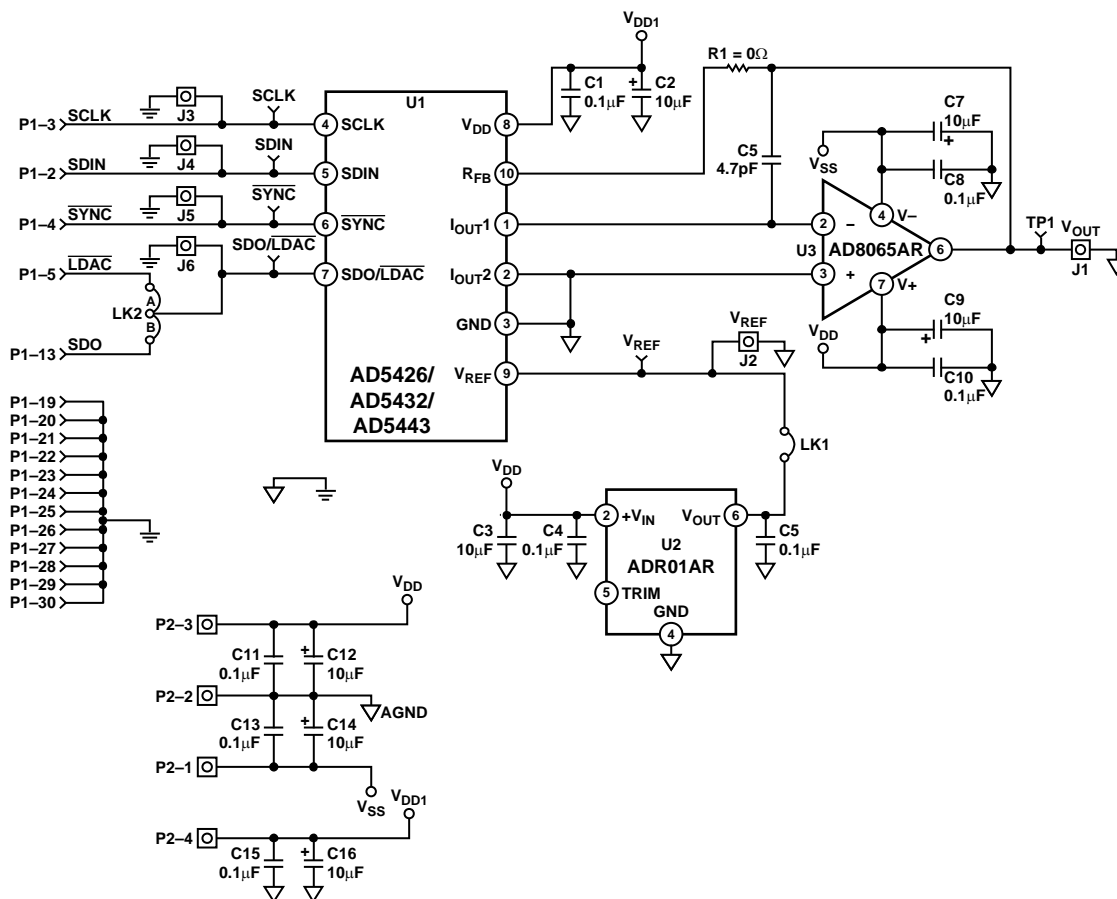 VDD1
R1 = 0Ω
C1
0.1µF
C2
+
10µF
U1
P1–3
SCLK
J3
SCLK
4
SCLK
VDD
8
P1–2
SDIN
J4
SDIN
5
SDIN
RFB
10
P1–4
SYNC
J5
SYNC
6
SYNC
IOUT1
1
P1–5
LDAC
J6
SDO/LDAC
7
SDO/LDAC
IOUT2
2
A
LK2
B
GND
3
P1–13
SDO
VREF
9
AD5426/
AD5432/
AD5443
C5
4.7pF
C7
10µF
+
VSS
C8
0.1µF
4
V–
2
–
U3
AD8065AR
6
3
+
7
V+
TP1
VOUT
J1
C9
10µF
+
VDD
C10
0.1µF
VREF
VREF
J2
LK1
VDD
C3
10µF
C4
0.1µF
2
+VIN
VOUT
6
C5
0.1µF
U2
ADR01AR
5
TRIM
GND
4
P1–19
P1–20
P1–21
P1–22
P1–23
P1–24
P1–25
P1–26
P1–27
P1–28
P1–29
P1–30
VDD
P2–3
C11
0.1µF
+
C12
10µF
P2–2
AGND
C13
0.1µF
+
C14
10µF
P2–1
VSS
VDD1
P2–4
C15
0.1µF
+
C16
10µF